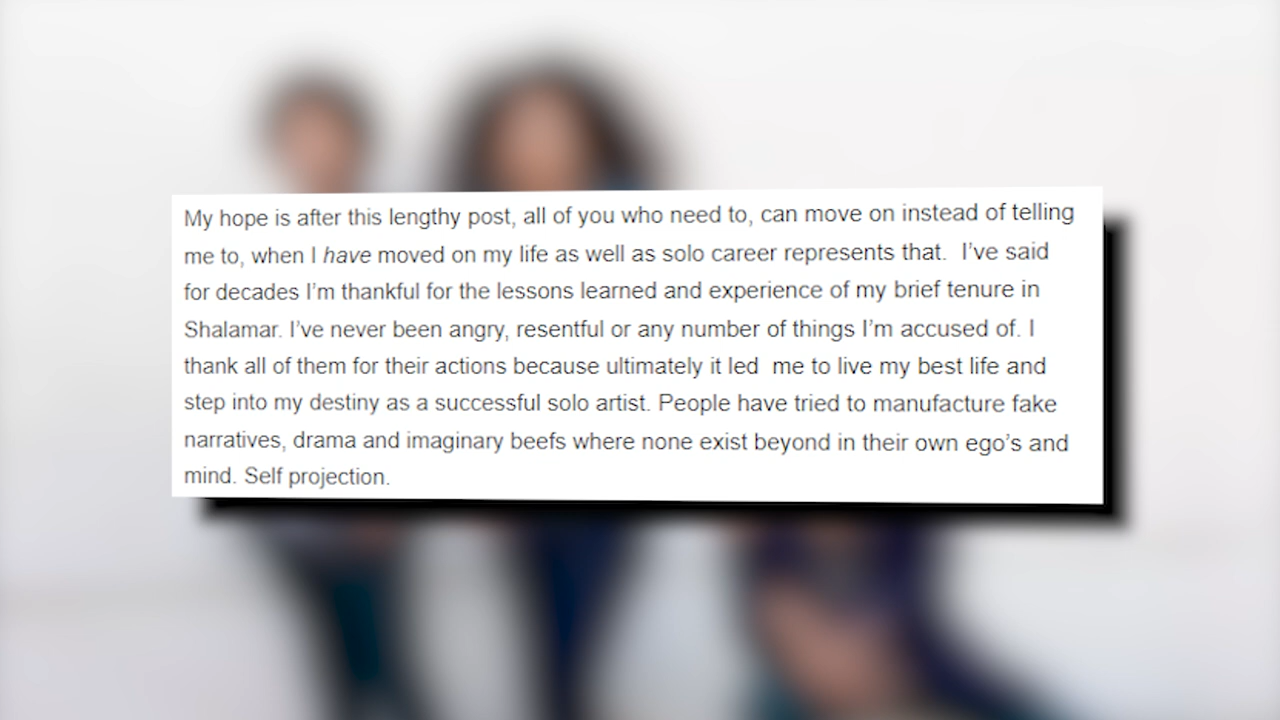 My hope is after this lengthy post, all of you who need to, can move on instead of telling
me to, when I have moved on my life as well as solo career represents that.  I’ve said
for decades I’m thankful for the lessons learned and experience of my brief tenure in
Shalamar. I’ve never been angry, resentful or any number of things I’m accused of. I
thank all of them for their actions because ultimately it led  me to live my best life and
step into my destiny as a successful solo artist. People have tried to manufacture fake
narratives, drama and imaginary beefs where none exist beyond in their own ego’s and
mind. Self projection.